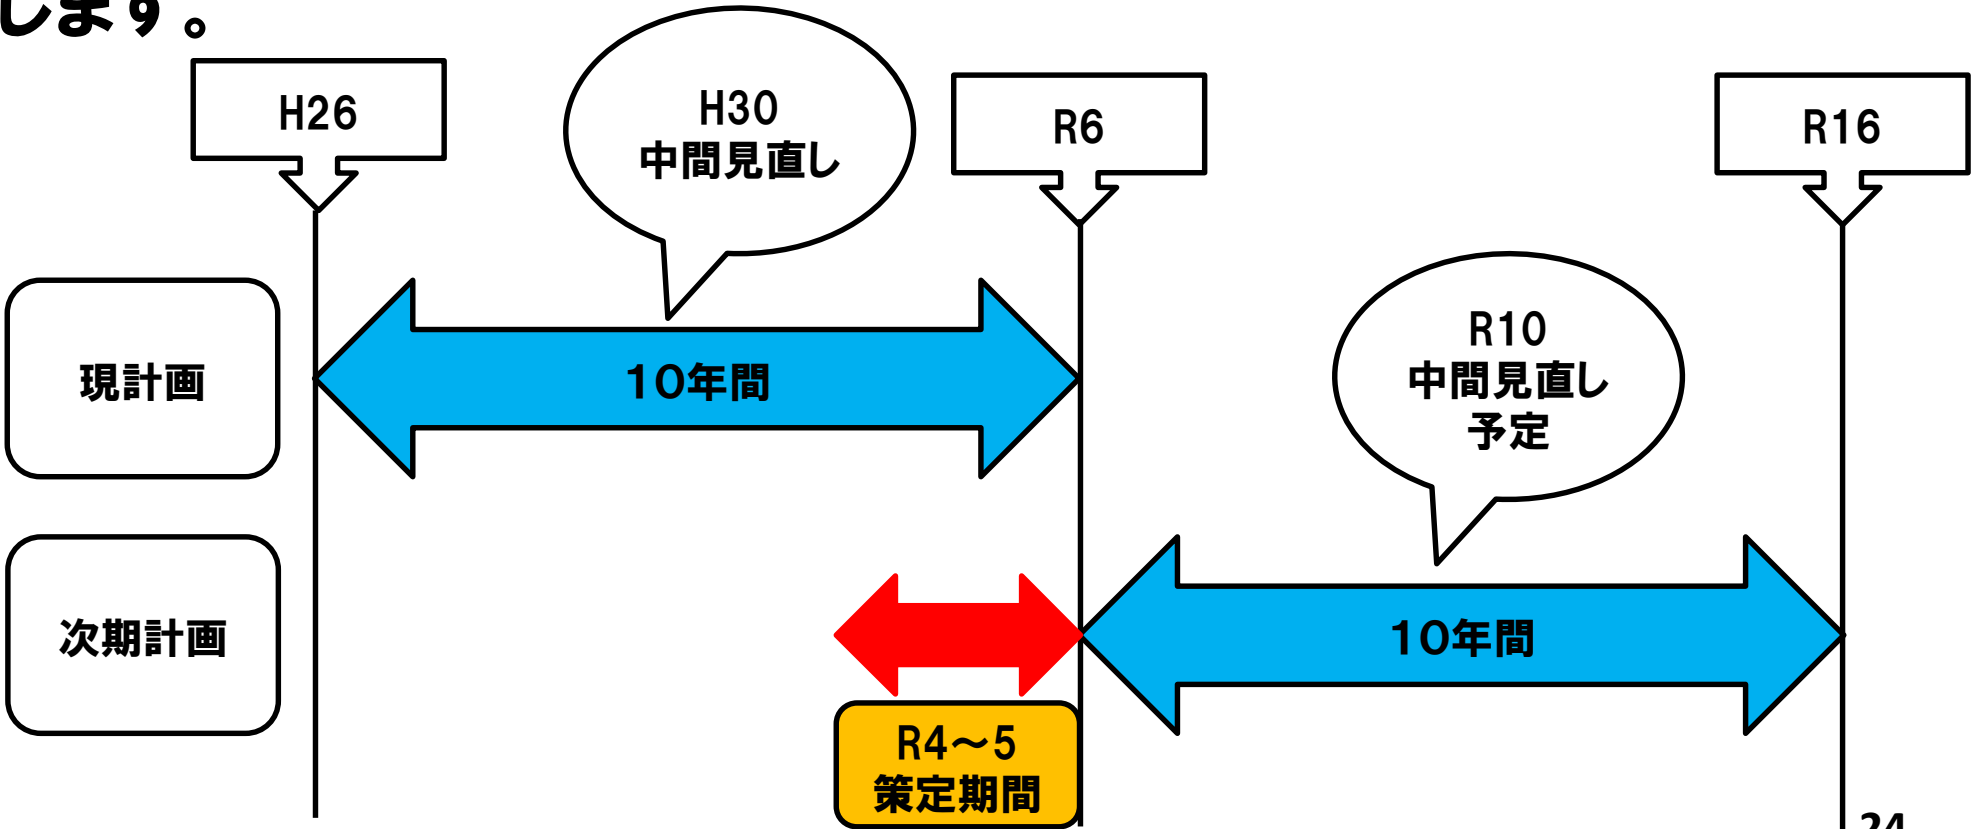 します。
H26
H30
中間見直し
R6
R16
現計画
10年間
R10
中間見直し
予定
次期計画
10年間
R4～5
策定期間
24